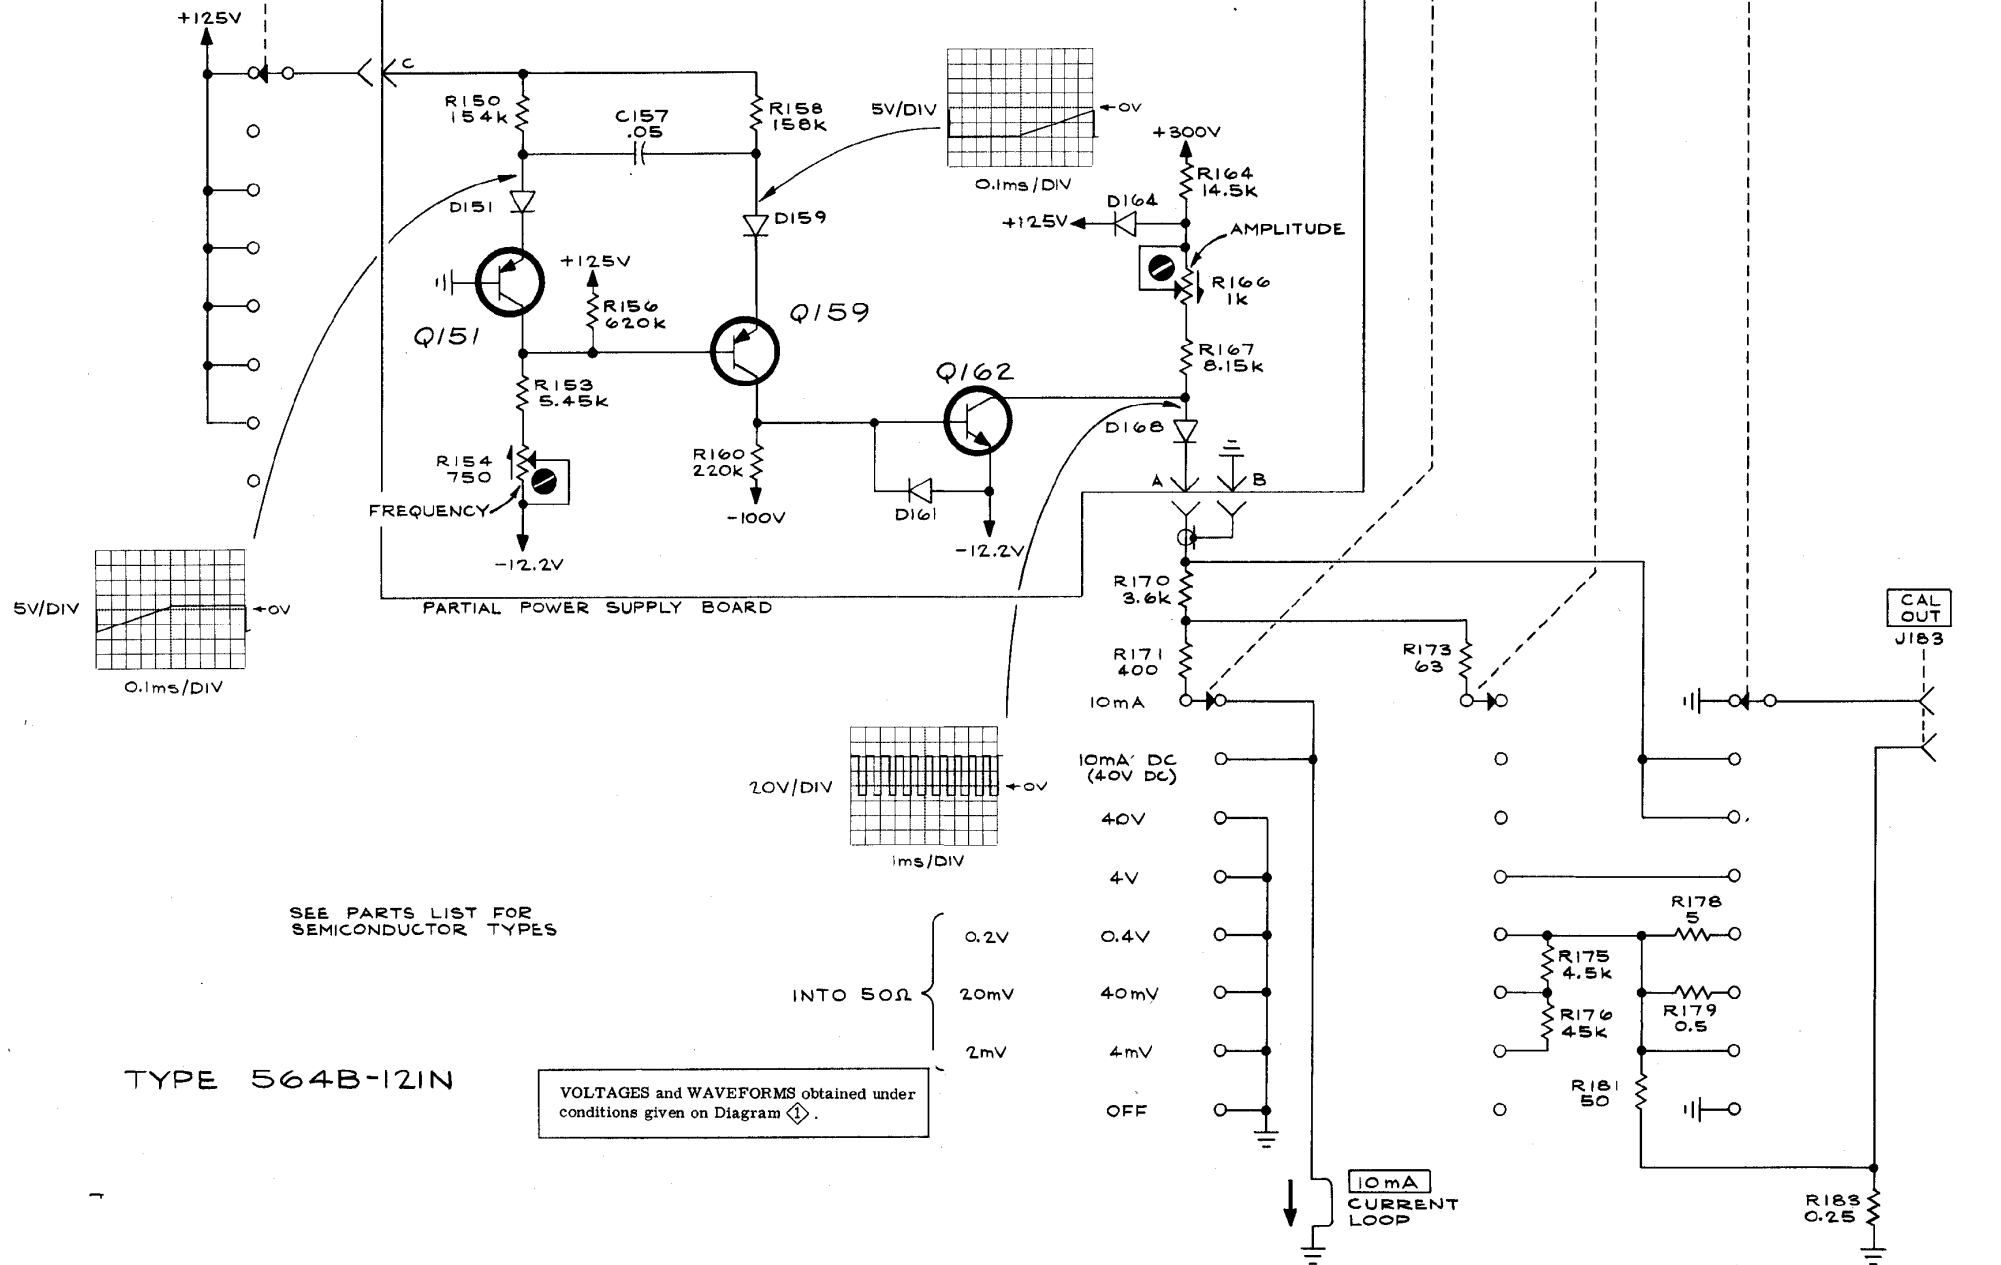 +125V
C
R150
154k
C157
.05
R158
158k
5V/DIV
←0V
0.1ms/DIV
+300V
R164
14.5k
D164
+125V
AMPLITUDE
R166
1k
D151
D159
+125V
R156
620k
Q151
Q159
R167
8.15k
Q162
R153
5.45k
D168
R154
750
FREQUENCY
-12.2V
R160
220k
-100V
D161
-12.2V
A
B
PARTIAL POWER SUPPLY BOARD
5V/DIV
←0V
0.1ms/DIV
R170
3.6k
R171
400
R173
63
CAL
OUT
J183
20V/DIV
←0V
1ms/DIV
10mA
10mA DC
(40V DC)
40V
4V
0.2V
0.4V
INTO 50Ω
20mV
40mV
2mV
4mV
OFF
R178
5
R175
4.5k
R179
0.5
R176
45k
R181
50
R183
0.25
SEE PARTS LIST FOR
SEMICONDUCTOR TYPES
TYPE 564B-121N
VOLTAGES and WAVEFORMS obtained under
conditions given on Diagram 1 .
10mA
CURRENT
LOOP